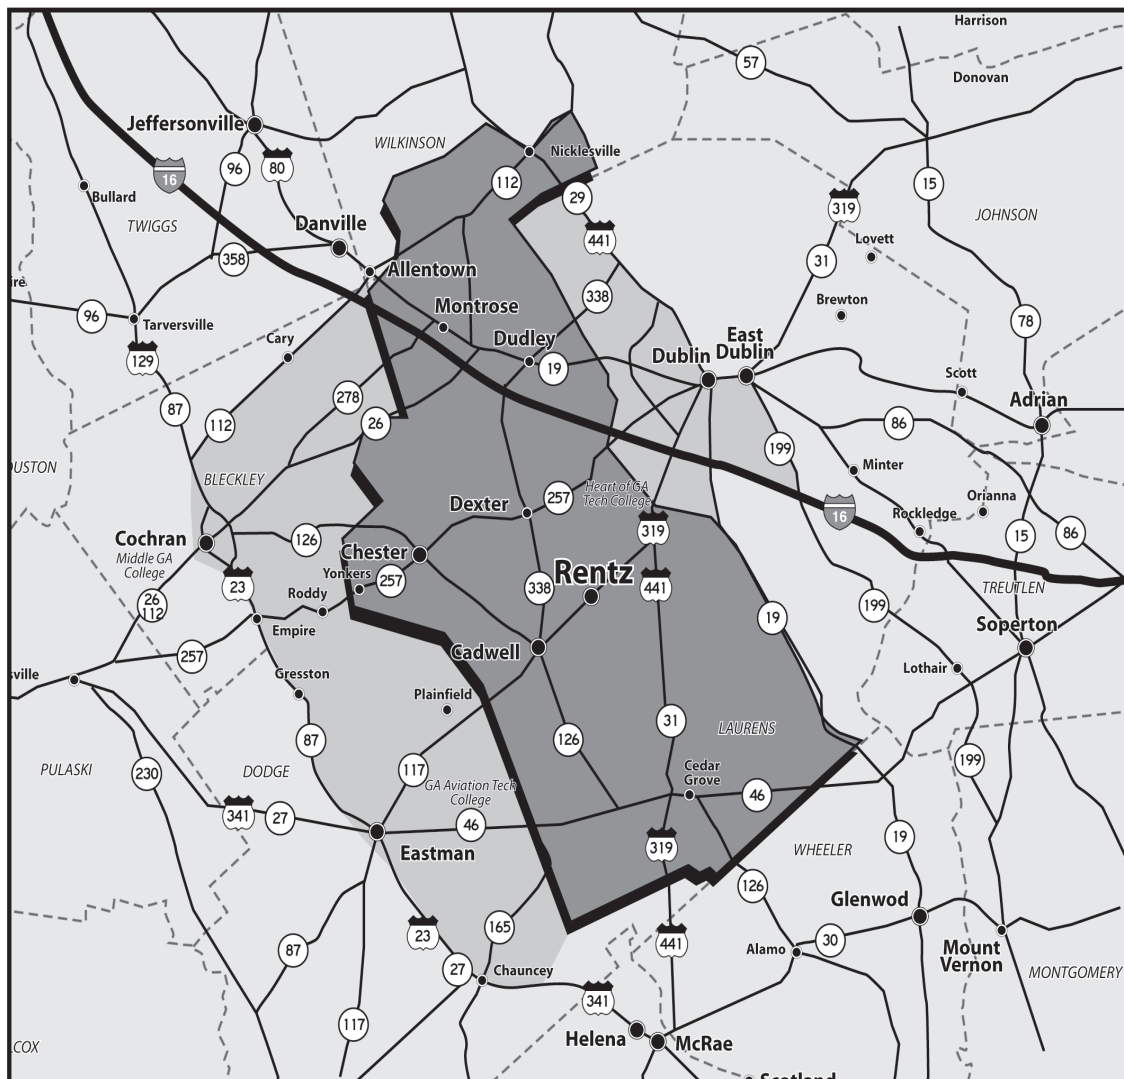 Harrison
57
Donovan
Jeffersonville
WILKINSON
Nicklesville
96
80
16
112
15
Bullard
29
319
TWIGGS
JOHNSON
Danville
441
Lovett
358
31
Allentown
ire
338
Brewton
96
Montrose
Tarversville
78
Cary
Dudley
East
Dublin
Dublin
129
19
Scott
278
Adrian
87
112
26
86
199
OUSTON
Minter
BLECKLEY
Heart of GA
Tech College
Dexter
257
Orianna
16
Rockledge
319
Cochran
126
15
86
Middle GA
College
Chester
Yonkers
257
Rentz
23
338
441
TREUTLEN
Roddy
26
112
199
19
Empire
Soperton
257
Cadwell
sville
Lothair
Gresston
Plainfield
31
LAURENS
87
126
199
PULASKI
230
DODGE
117
Cedar
Grove
GA Aviation Tech
College
46
341
27
46
319
19
Eastman
WHEELER
126
Glenwod
165
23
30
441
87
Alamo
Mount
Vernon
27
Chauncey
MONTGOMERY
341
117
Helena
McRae
LCOX
Scotland